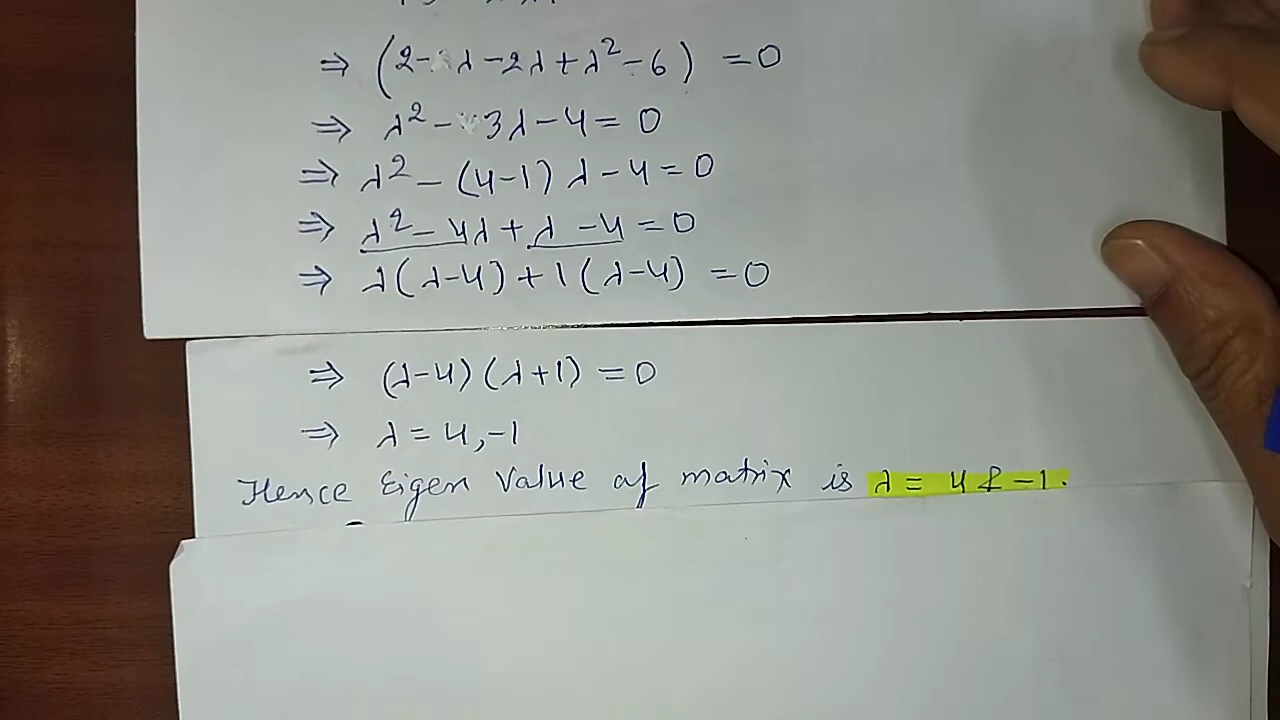 ⇒ (2-λ-2λ+λ²-6) = 0
⇒ λ²-3λ-4=0
⇒ λ²-(4-1)λ-4=0
⇒ λ²-4λ+λ-4=0
⇒ λ(λ-4)+1(λ-4) =0
⇒ (λ-4)(λ+1) =0
⇒ λ=4,-1
Hence Eigen Value of matrix is λ= 4 & -1.